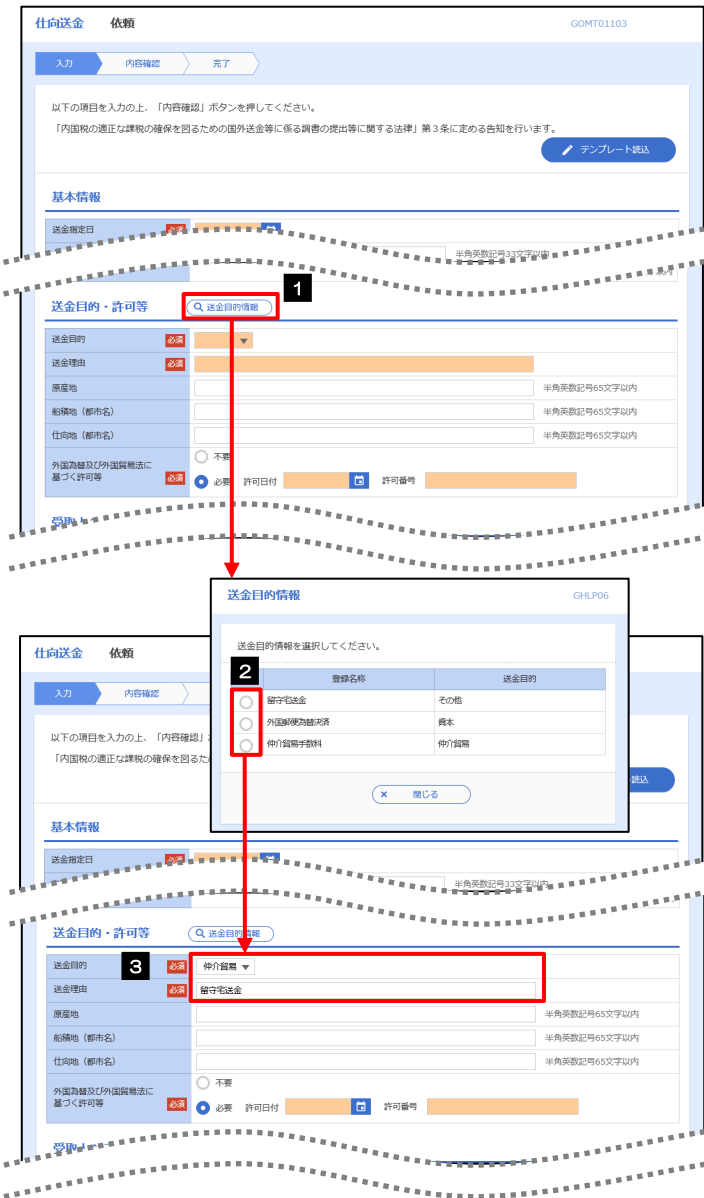 仕向送金 依頼 GOMT01103
入力 内容確認 完了
以下の項目を入力の上、「内容確認」ボタンを押してください。
「内国税の適正な課税の確保を図るための国外送金等に係る調書の提出等に関する法律」第3条に定める告知を行います。
テンプレート読込
基本情報
送金指定日 必須
半角英数記号33文字以内
1
送金目的・許可等 送金目的情報
送金目的 必須
送金理由 必須
原産地 半角英数記号65文字以内
船積地（都市名） 半角英数記号65文字以内
仕向地（都市名） 半角英数記号65文字以内
外国為替及び外国貿易法に
基づく許可等 必須
不要
必要 許可日付 許可番号
送金目的情報 GHLP06
送金目的情報を選択してください。
2
登録名称 送金目的
留守宅送金 その他
外国郵便為替決済 資本
仲介貿易手数料 仲介貿易
× 閉じる
仕向送金 依頼
入力 内容確認
以下の項目を入力の上、「内容確認」
「内国税の適正な課税の確保を図るた
読込
基本情報
送金指定日 必須
半角英数記号33文字以内
送金目的・許可等 送金目的情報
3
送金目的 必須 仲介貿易
送金理由 必須 留守宅送金
原産地 半角英数記号65文字以内
船積地（都市名） 半角英数記号65文字以内
仕向地（都市名） 半角英数記号65文字以内
外国為替及び外国貿易法に
基づく許可等 必須
不要
必要 許可日付 許可番号